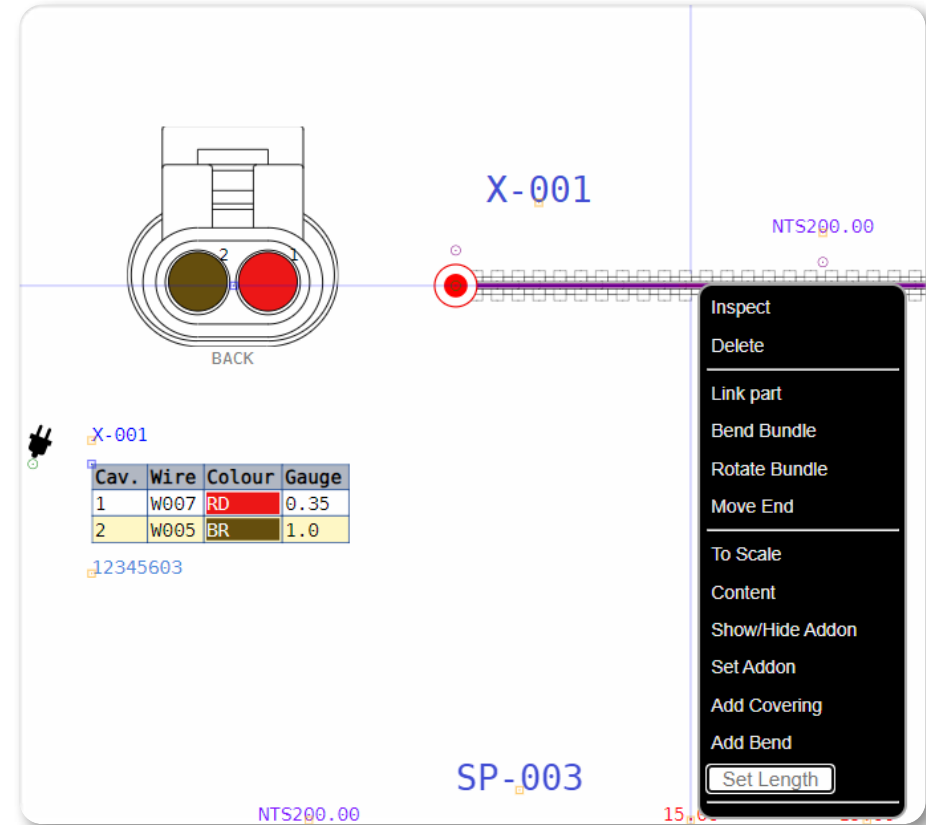 X-001
NTS200.00
2 1
BACK
X-001
Cav. Wire Colour Gauge
1 W007 RD 0.35
2 W005 BR 1.0
12345603
Inspect
Delete
Link part
Bend Bundle
Rotate Bundle
Move End
To Scale
Content
Show/Hide Addon
Set Addon
Add Covering
Add Bend
Set Length
SP-003
NTS200.00